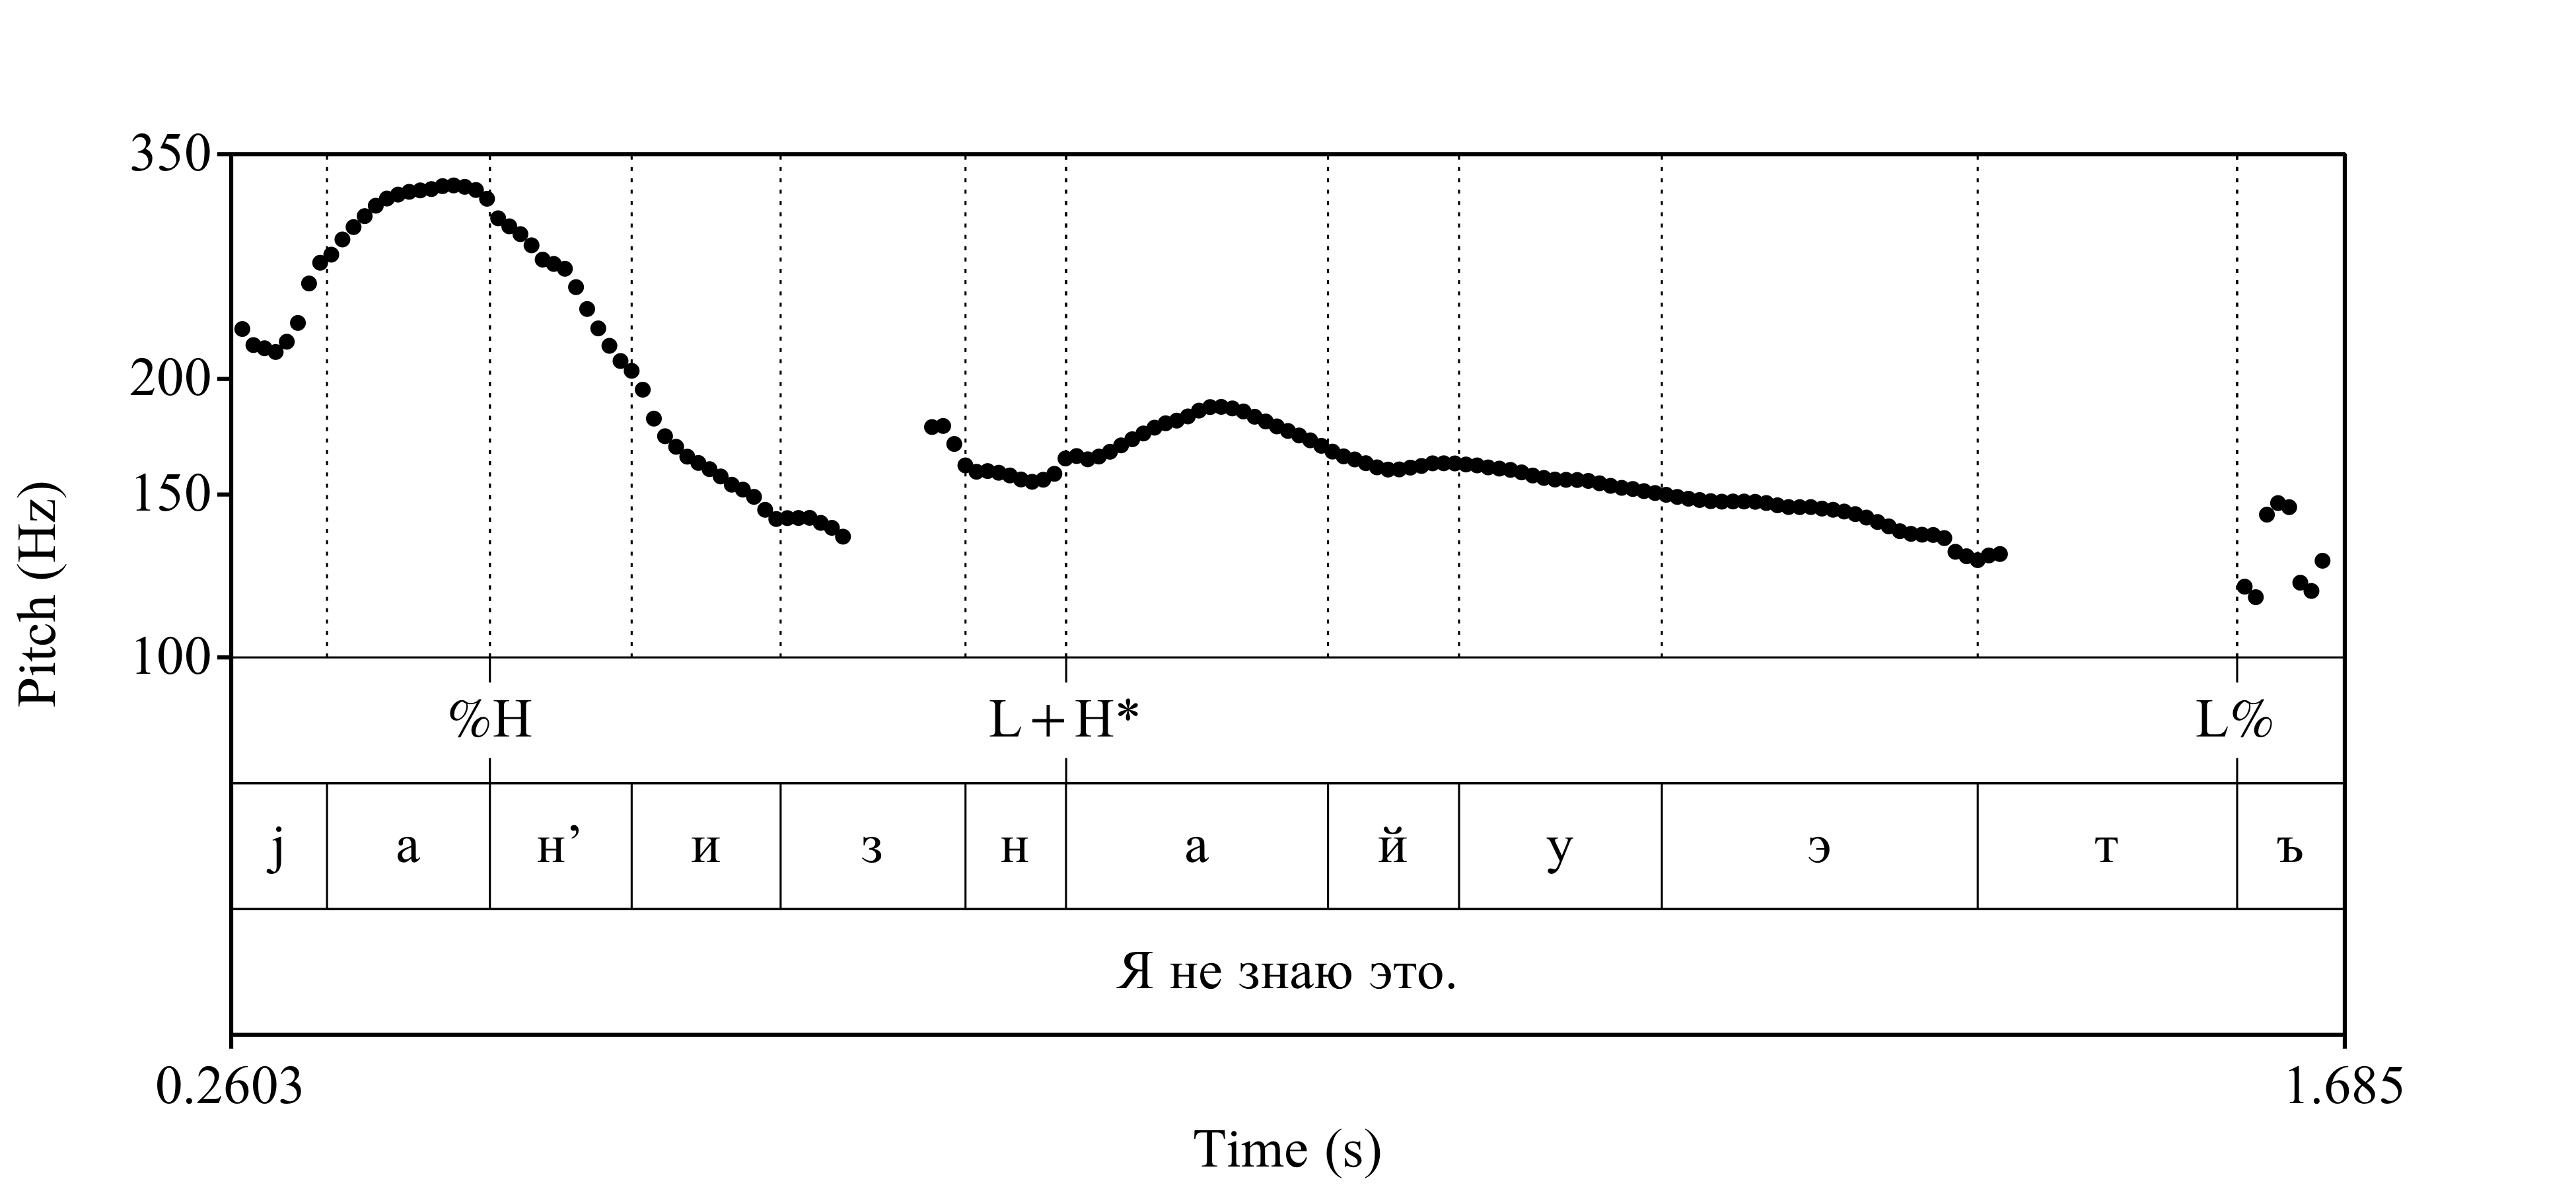 350
200
150
100
Pitch (Hz)
%H L+H* L%
j а н’ и з н а й у э т ъ
Я не знаю это.
0.2603 1.685
Time (s)